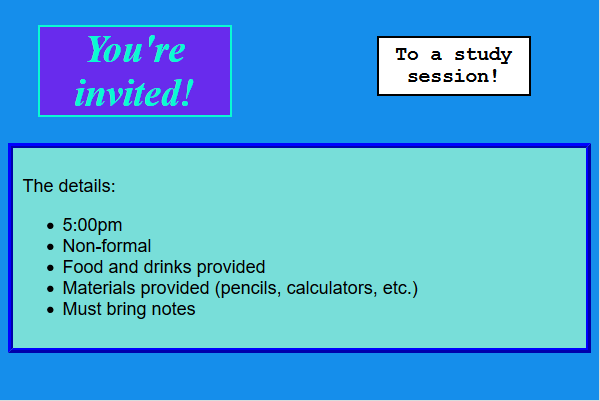 You're
invited!
To a study
session!
The details:
5:00pm
Non-formal
Food and drinks provided
Materials provided (pencils, calculators, etc.)
Must bring notes